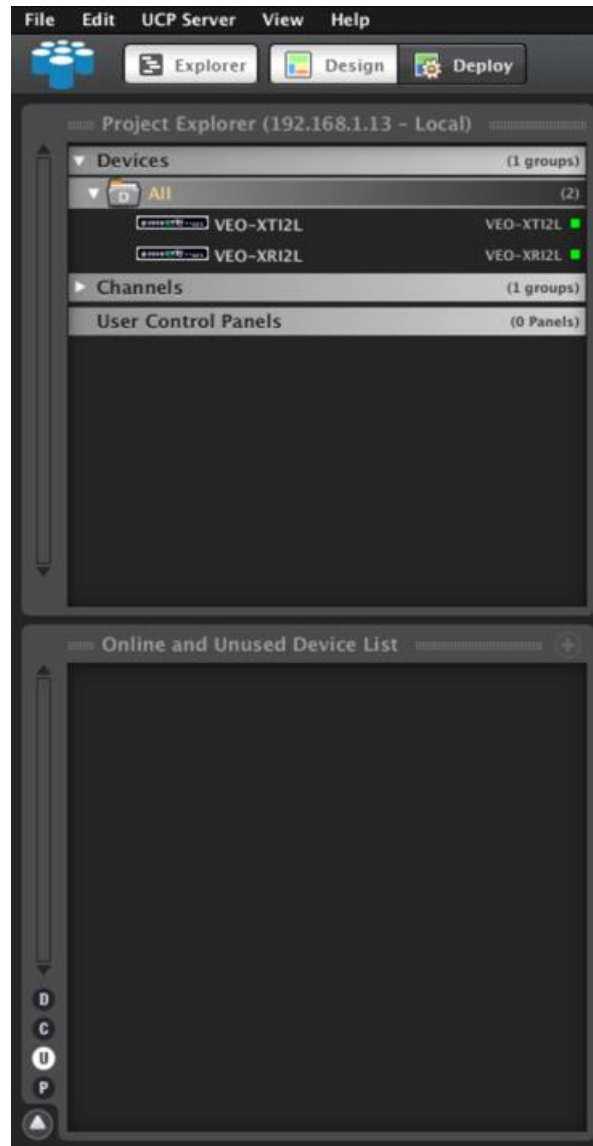 File Edit UCP Server View Help
Explorer Design Deploy
Project Explorer (192.168.1.13 – Local)
Devices (1 groups)
D All (2)
VEO-XTI2L VEO-XTI2L
VEO-XRI2L VEO-XRI2L
Channels (1 groups)
User Control Panels (0 Panels)
Online and Unused Device List
D
C
U
P